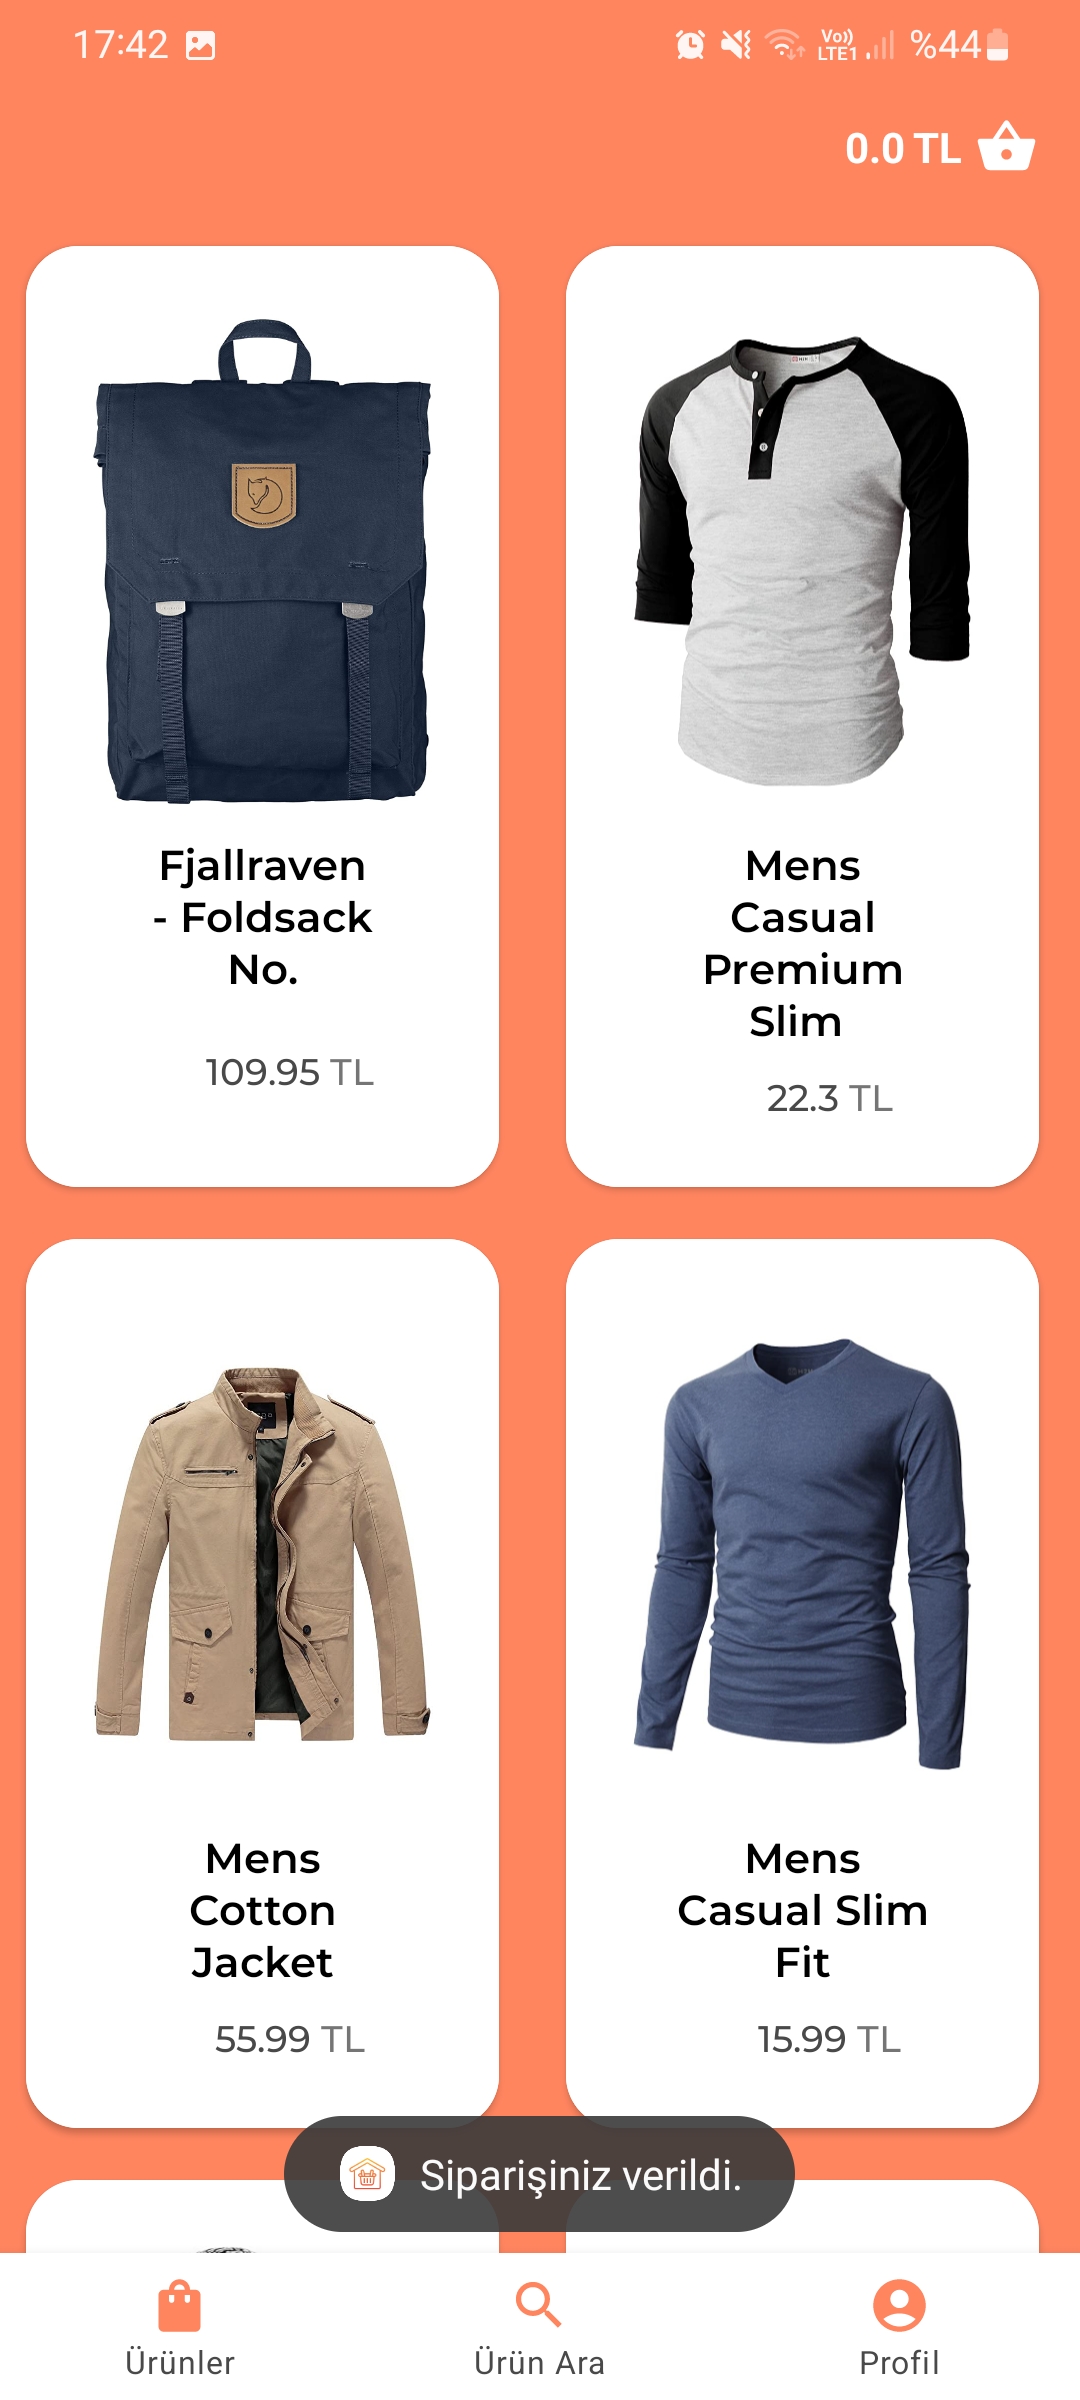 17:42
Vo))
LTE1
%44
0.0 TL
Fjallraven
- Foldsack
No.
109.95 TL
Mens
Casual
Premium
Slim
22.3 TL
Mens
Cotton
Jacket
55.99 TL
Mens
Casual Slim
Fit
15.99 TL
Siparişiniz verildi.
Ürünler
Ürün Ara
Profil